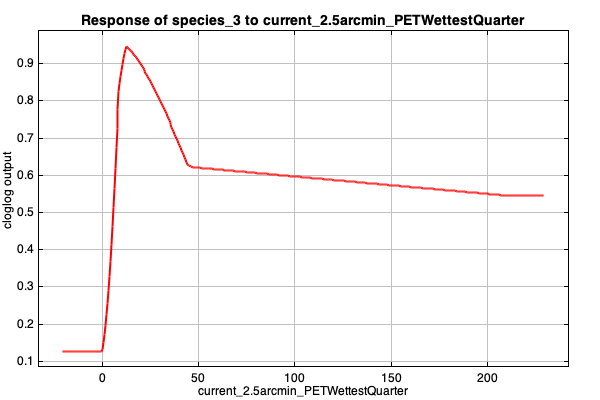 Response of species_3 to current_2.5arcmin_PETWettestQuarter
cloglog output
0.9
0.8
0.7
0.6
0.5
0.4
0.3
0.2
0.1
0 50 100 150 200
current_2.5arcmin_PETWettestQuarter